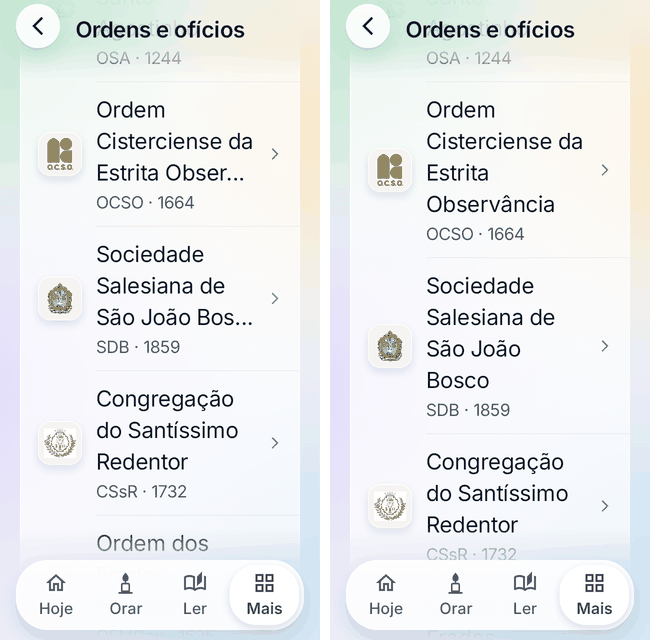 Ordens e ofícios
OSA · 1244
Ordem
Cisterciense da
Estrita Obser...
O.C.S.O.
OCSO · 1664
Sociedade
Salesiana de
São João Bos...
SDB · 1859
Congregação
do Santíssimo
Redentor
CSsR · 1732
Ordem dos
Hoje
Orar
Ler
Mais
Ordens e ofícios
OSA · 1244
Ordem
Cisterciense da
Estrita
Observância
O.C.S.O.
OCSO · 1664
Sociedade
Salesiana de
São João
Bosco
SDB · 1859
Congregação
do Santíssimo
Redentor
CSsR · 1732
Hoje
Orar
Ler
Mais